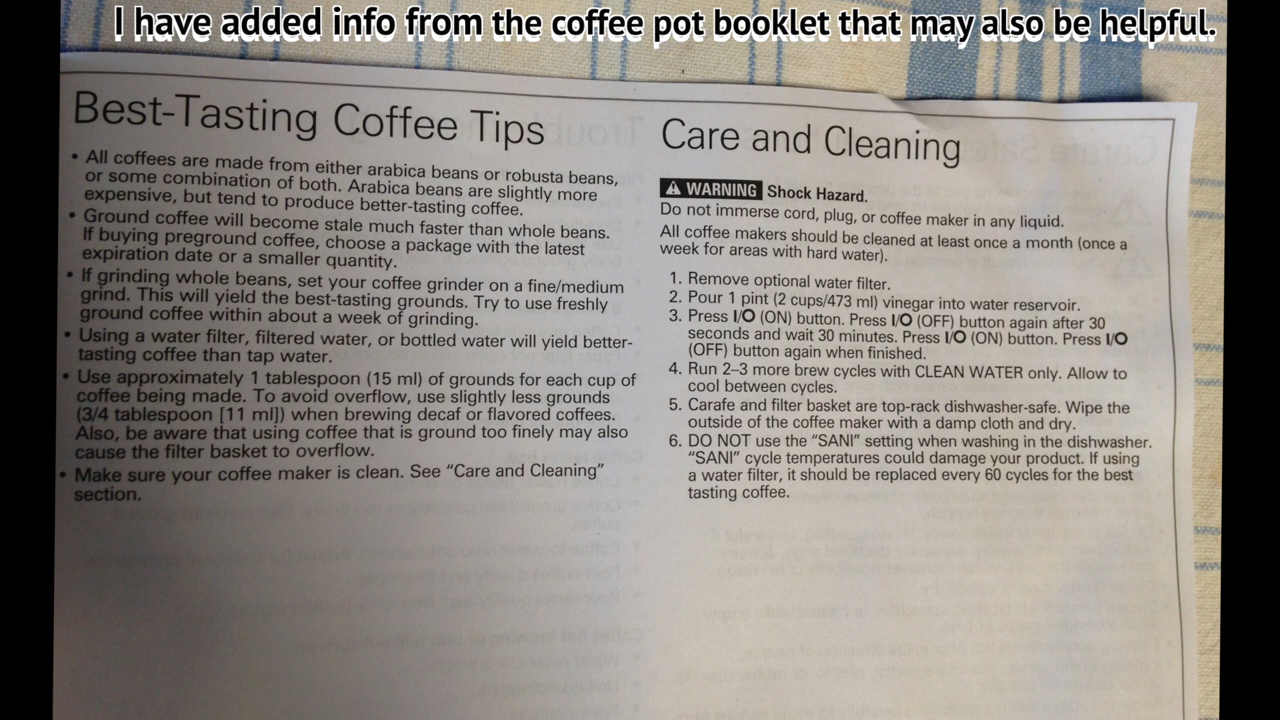 I have added info from the coffee pot booklet that may also be helpful.
Best-Tasting Coffee Tips
• All coffees are made from either arabica beans or robusta beans,
or some combination of both. Arabica beans are slightly more
expensive, but tend to produce better-tasting coffee.
• Ground coffee will become stale much faster than whole beans.
If buying preground coffee, choose a package with the latest
expiration date or a smaller quantity.
• If grinding whole beans, set your coffee grinder on a fine/medium
grind. This will yield the best-tasting grounds. Try to use freshly
ground coffee within about a week of grinding.
• Using a water filter, filtered water, or bottled water will yield better-
tasting coffee than tap water.
• Use approximately 1 tablespoon (15 ml) of grounds for each cup of
coffee being made. To avoid overflow, use slightly less grounds
(3/4 tablespoon [11 ml]) when brewing decaf or flavored coffees.
Also, be aware that using coffee that is ground too finely may also
cause the filter basket to overflow.
• Make sure your coffee maker is clean. See “Care and Cleaning”
section.
Care and Cleaning
⚠ WARNING Shock Hazard.
Do not immerse cord, plug, or coffee maker in any liquid.
All coffee makers should be cleaned at least once a month (once a
week for areas with hard water).
1. Remove optional water filter.
2. Pour 1 pint (2 cups/473 ml) vinegar into water reservoir.
3. Press I/O (ON) button. Press I/O (OFF) button again after 30
seconds and wait 30 minutes. Press I/O (ON) button. Press I/O
(OFF) button again when finished.
4. Run 2–3 more brew cycles with CLEAN WATER only. Allow to
cool between cycles.
5. Carafe and filter basket are top-rack dishwasher-safe. Wipe the
outside of the coffee maker with a damp cloth and dry.
6. DO NOT use the “SANI” setting when washing in the dishwasher.
“SANI” cycle temperatures could damage your product. If using
a water filter, it should be replaced every 60 cycles for the best
tasting coffee.